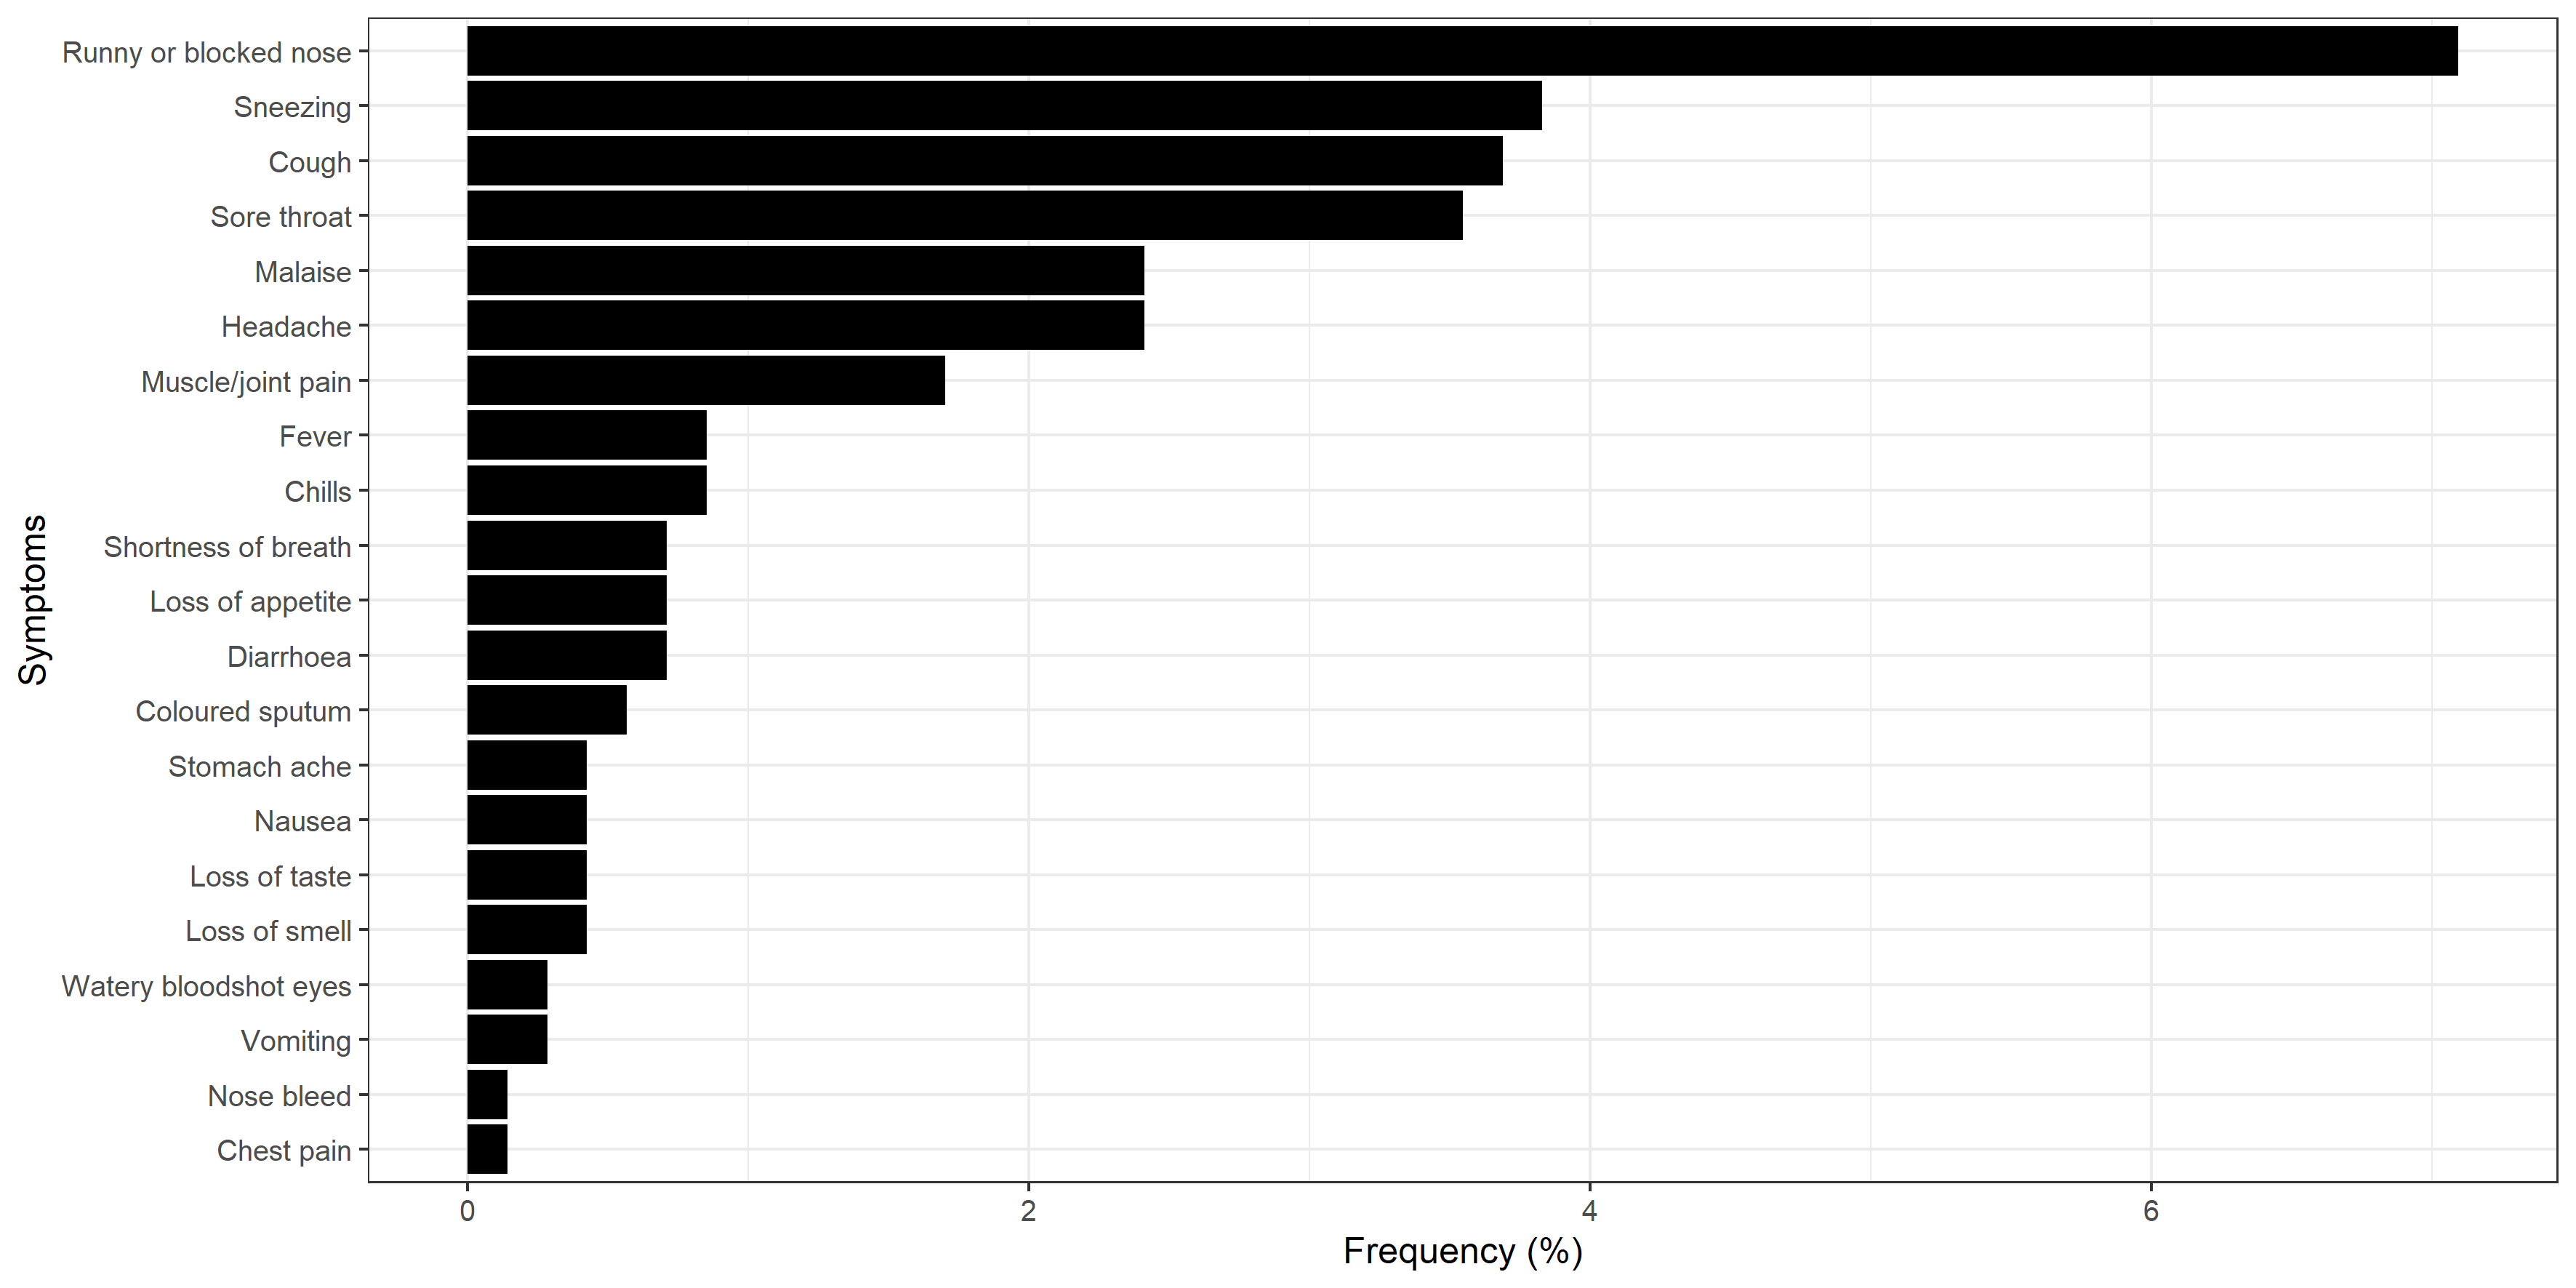 Runny or blocked nose
Sneezing
Cough
Sore throat
Malaise
Headache
Muscle/joint pain
Fever
Chills
Shortness of breath
Loss of appetite
Diarrhoea
Coloured sputum
Stomach ache
Nausea
Loss of taste
Loss of smell
Watery bloodshot eyes
Vomiting
Nose bleed
Chest pain
Symptoms
0 2 4 6
Frequency (%)